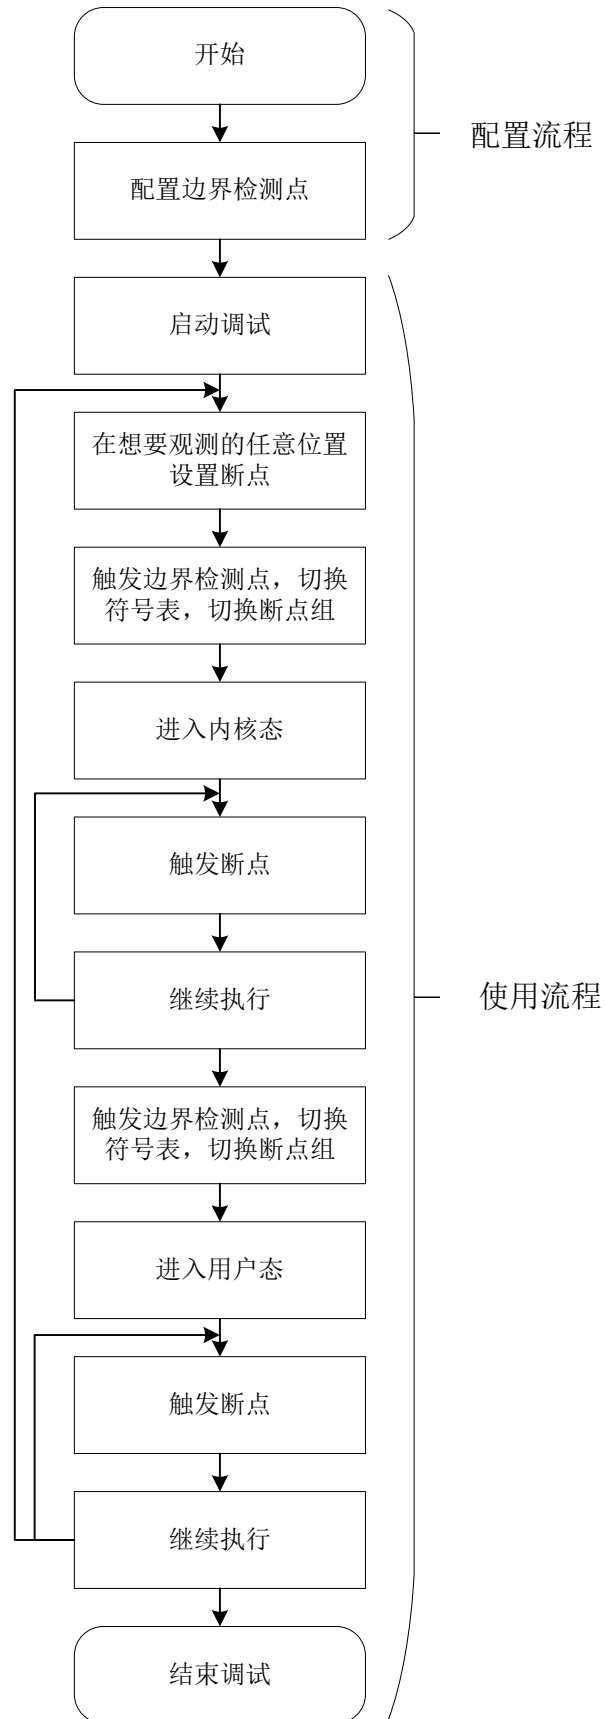 开始
配置流程
配置边界检测点
启动调试
在想要观测的任意位置
设置断点
触发边界检测点，切换
符号表，切换断点组
进入内核态
触发断点
继续执行
使用流程
触发边界检测点，切换
符号表，切换断点组
进入用户态
触发断点
继续执行
结束调试